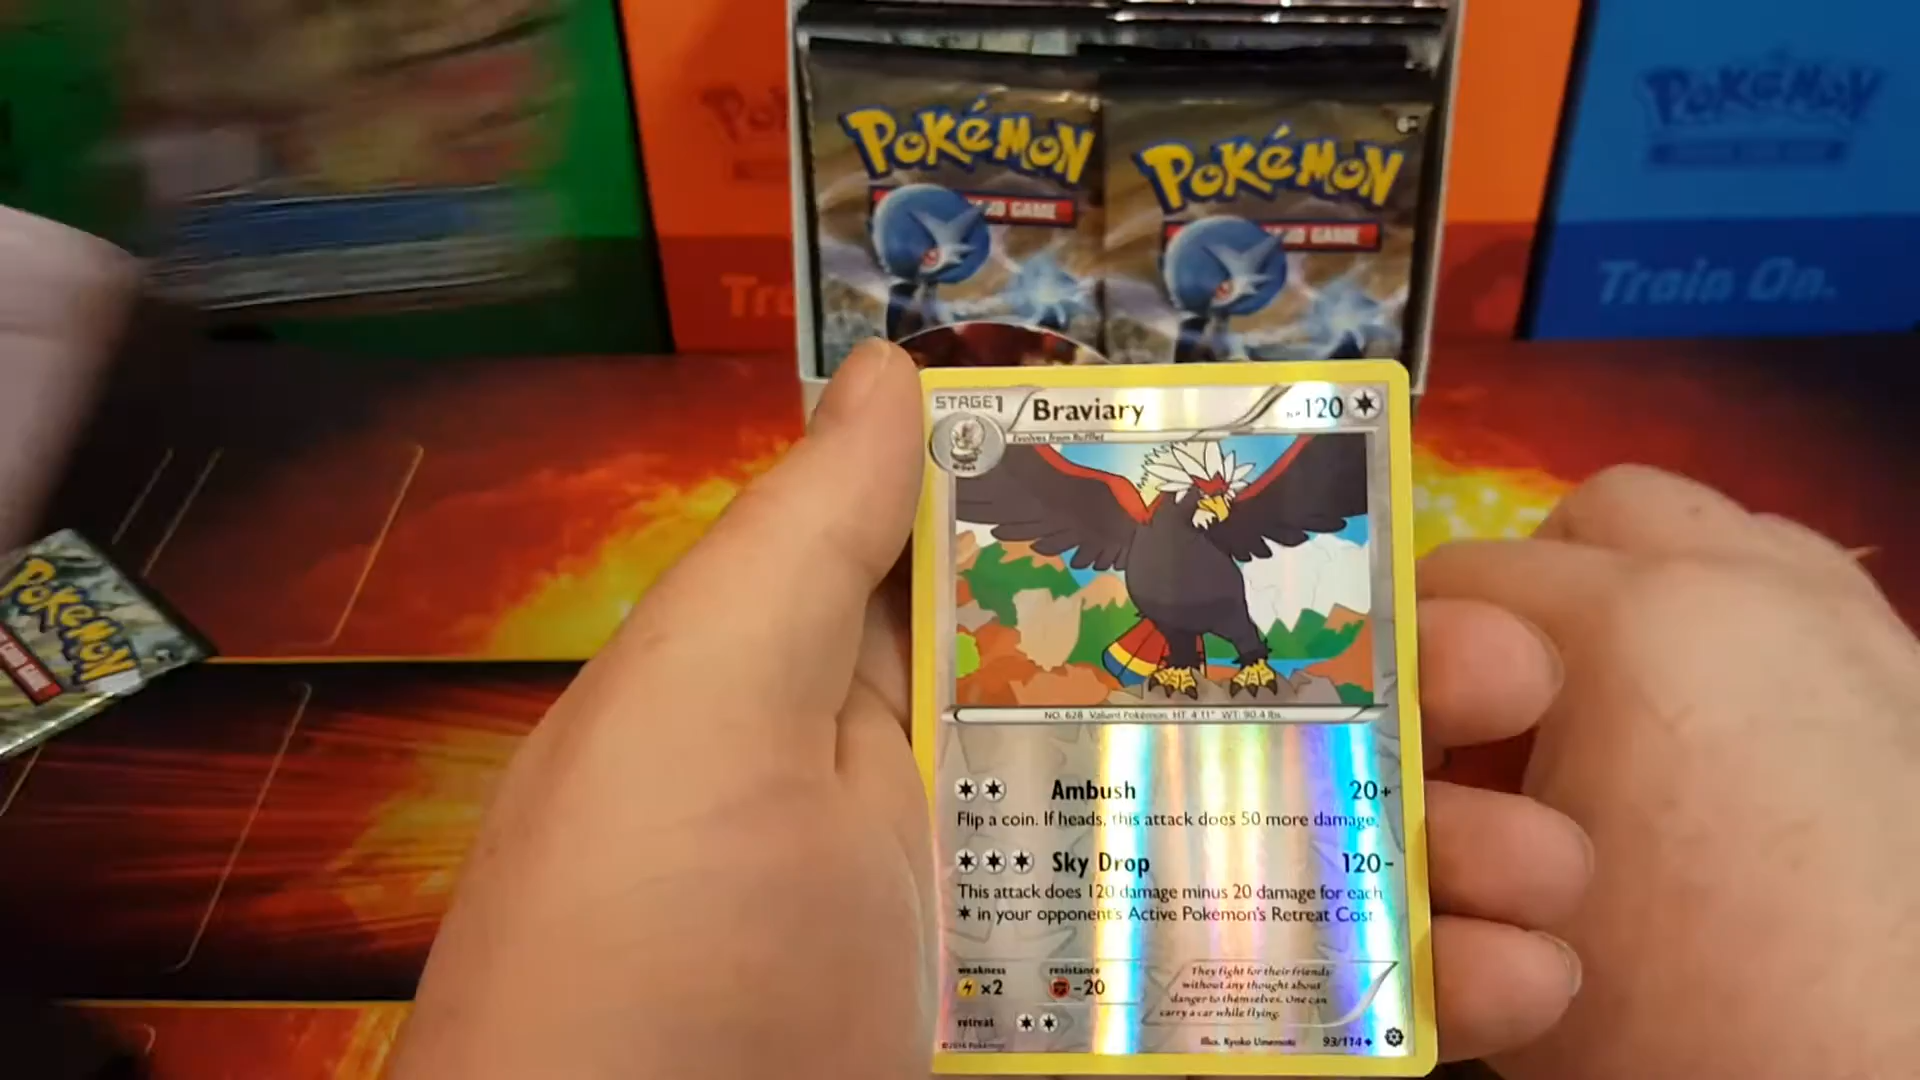 POKéMON
POKéMON
POKéMON
Train On.
POKéMON
STAGE1
Braviary
120
Evolves from Rufflet
NO. 628 Valiant Pokémon HT: 4'11" WT: 90.4 lbs.
Ambush 20+
Flip a coin. If heads, this attack does 50 more damage.
Sky Drop 120-
This attack does 120 damage minus 20 damage for each
in your opponent's Active Pokémon's Retreat Cost
weakness
×2
resistance
-20
retreat
They fight for their friends
without any thought about
danger to themselves. One can
carry a car while flying.
©2016 Pokémon
Illus. Kyoko Umemoto
93/114